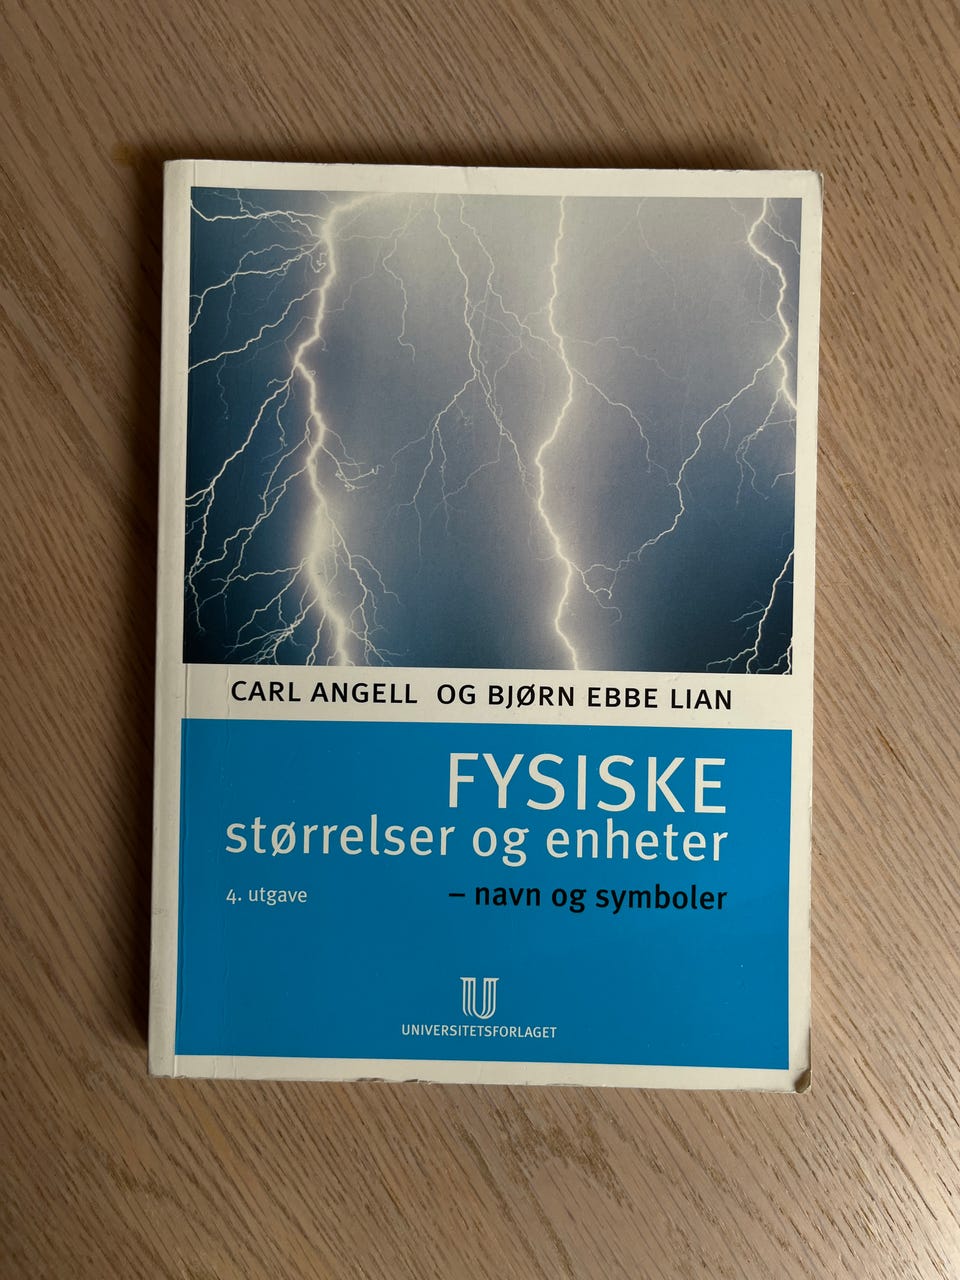 CARL ANGELL OG BJØRN EBBE LIAN
FYSISKE
størrelser og enheter
4. utgave
– navn og symboler
UNIVERSITETSFORLAGET